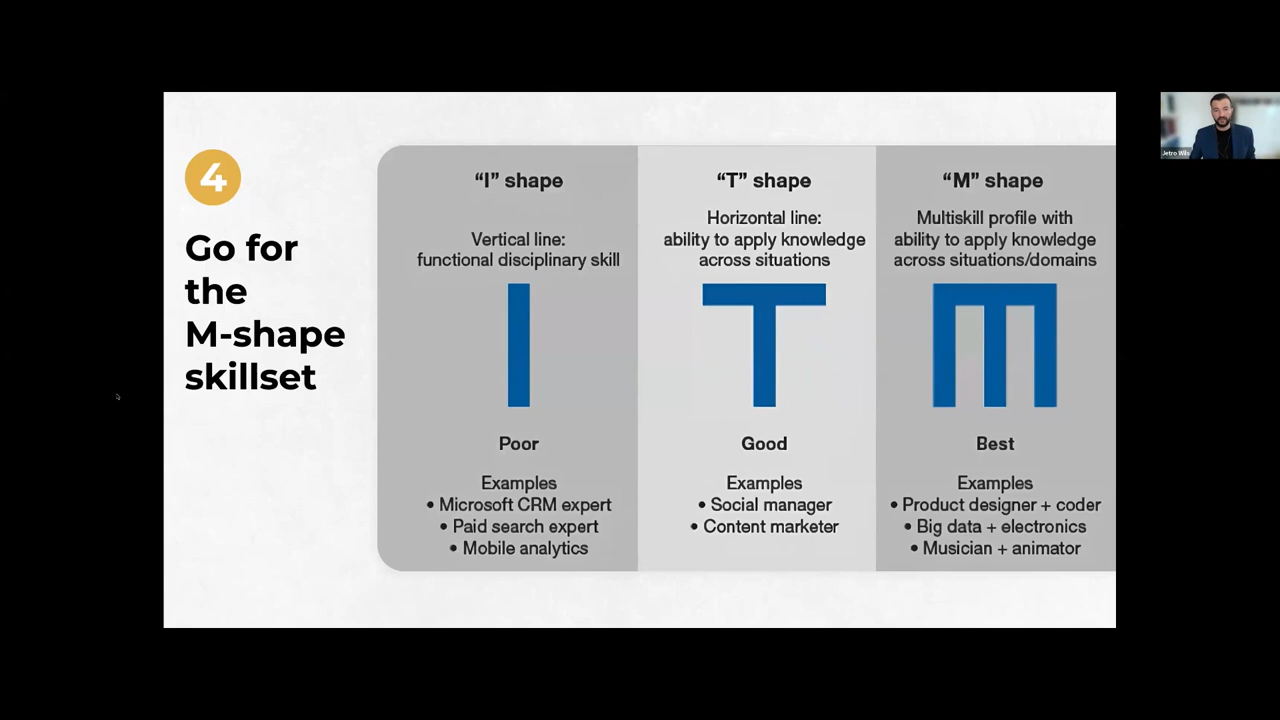 4
Go for
the
M-shape
skillset
“I” shape
Vertical line:
functional disciplinary skill
I
Poor
Examples
• Microsoft CRM expert
• Paid search expert
• Mobile analytics
“T” shape
Horizontal line:
ability to apply knowledge
across situations
T
Good
Examples
• Social manager
• Content marketer
“M” shape
Multiskill profile with
ability to apply knowledge
across situations/domains
M
Best
Examples
• Product designer + coder
• Big data + electronics
• Musician + animator
Jetro Wils